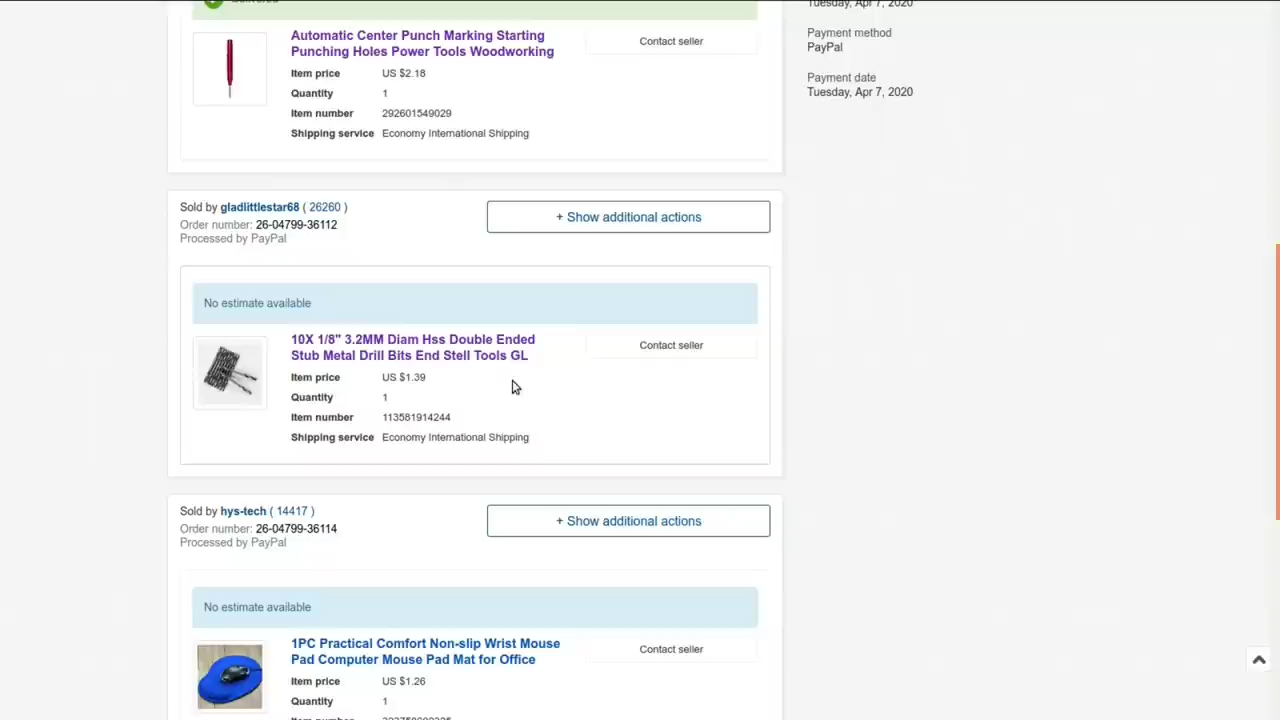 Delivered
Tuesday, Apr 7, 2020
Automatic Center Punch Marking Starting
Punching Holes Power Tools Woodworking
Contact seller
Item price US $2.18
Quantity 1
Item number 292601549029
Shipping service Economy International Shipping
Payment method
PayPal
Payment date
Tuesday, Apr 7, 2020
Sold by gladlittlestar68 ( 26260 )
Order number: 26-04799-36112
Processed by PayPal
+ Show additional actions
No estimate available
10X 1/8" 3.2MM Diam Hss Double Ended
Stub Metal Drill Bits End Stell Tools GL
Contact seller
Item price US $1.39
Quantity 1
Item number 113581914244
Shipping service Economy International Shipping
Sold by hys-tech ( 14417 )
Order number: 26-04799-36114
Processed by PayPal
+ Show additional actions
No estimate available
1PC Practical Comfort Non-slip Wrist Mouse
Pad Computer Mouse Pad Mat for Office
Contact seller
Item price US $1.26
Quantity 1
Item number